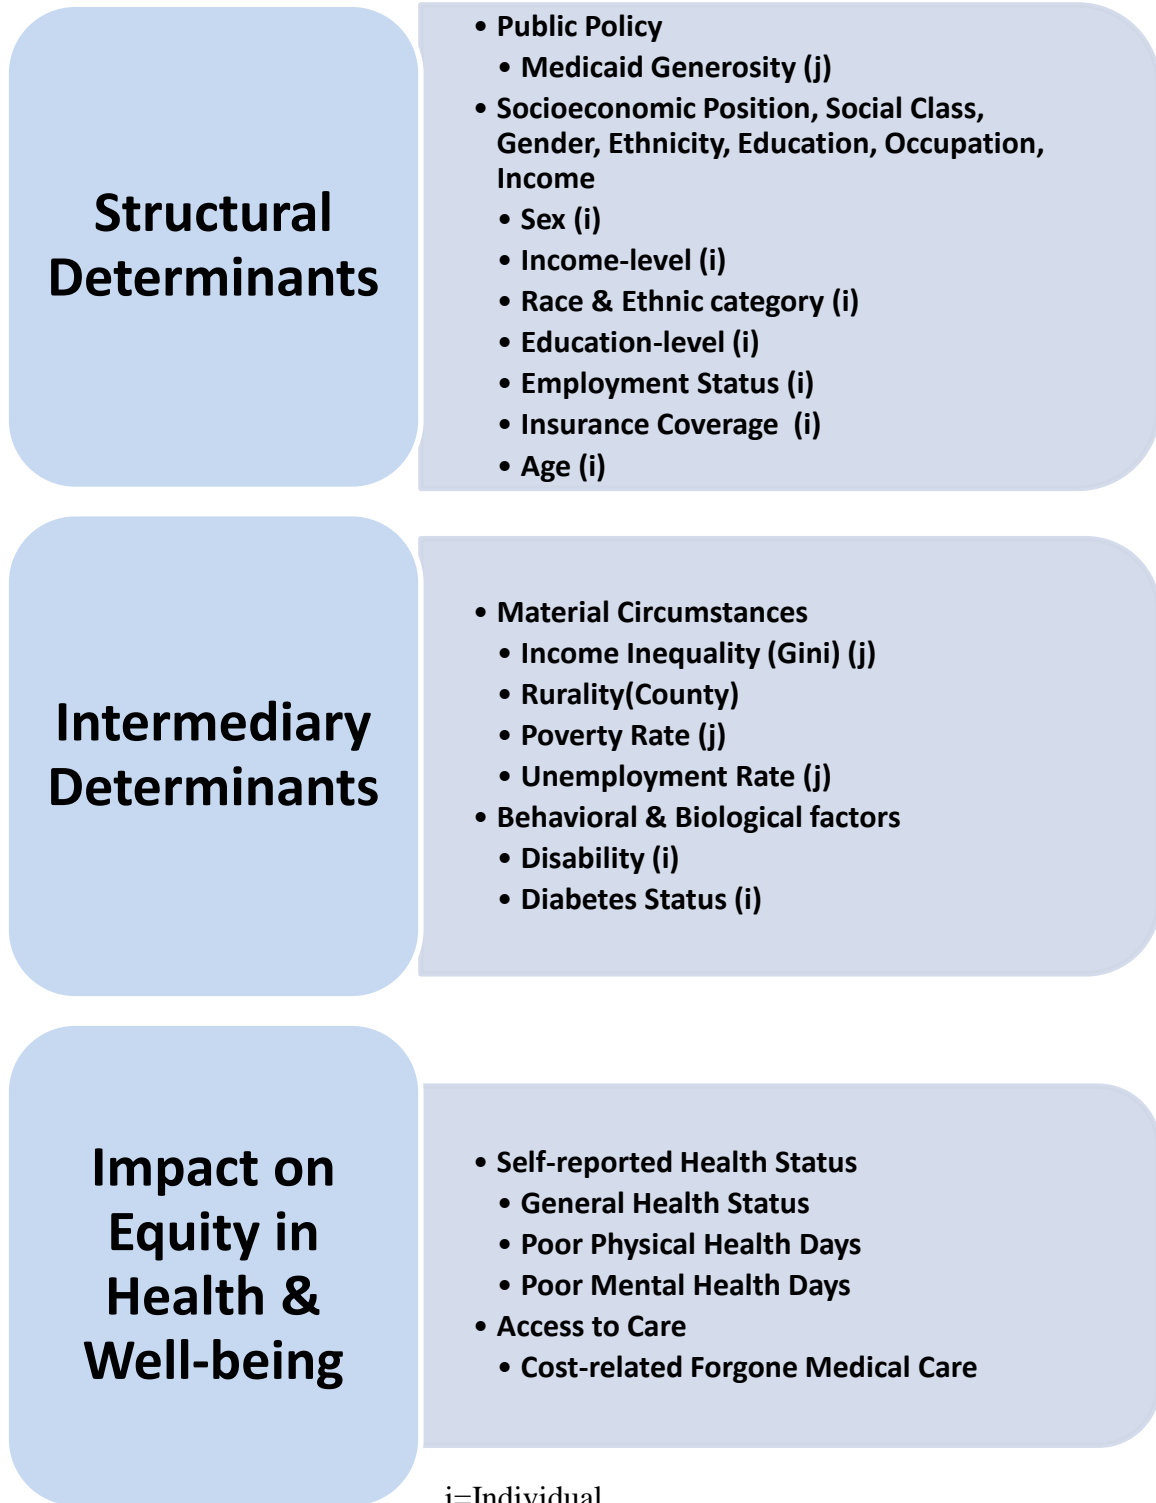 Structural
Determinants
• Public Policy
• Medicaid Generosity (j)
• Socioeconomic Position, Social Class,
Gender, Ethnicity, Education, Occupation,
Income
• Sex (i)
• Income-level (i)
• Race & Ethnic category (i)
• Education-level (i)
• Employment Status (i)
• Insurance Coverage  (i)
• Age (i)
Intermediary
Determinants
• Material Circumstances
• Income Inequality (Gini) (j)
• Rurality(County)
• Poverty Rate (j)
• Unemployment Rate (j)
• Behavioral & Biological factors
• Disability (i)
• Diabetes Status (i)
Impact on
Equity in
Health &
Well-being
• Self-reported Health Status
• General Health Status
• Poor Physical Health Days
• Poor Mental Health Days
• Access to Care
• Cost-related Forgone Medical Care
i=Individual